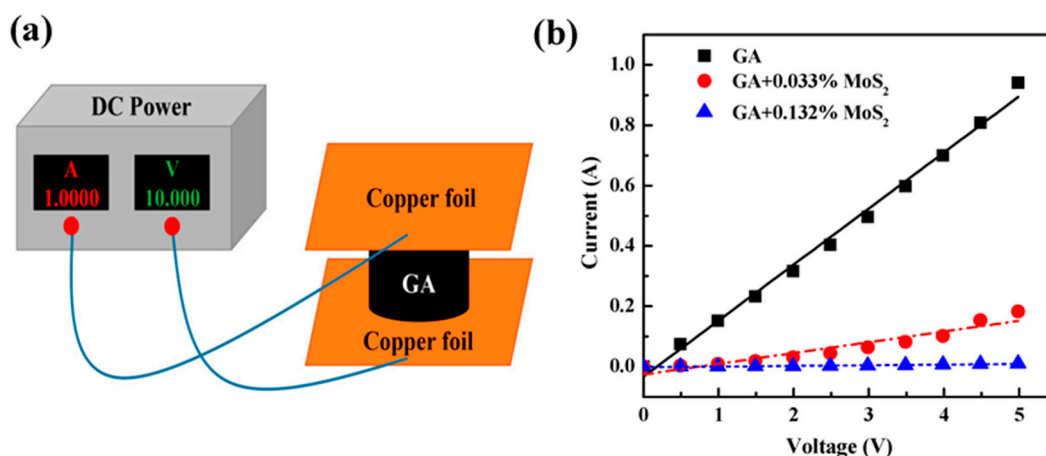 (a)
DC Power
A
1.0000
V
10.000
Copper foil
GA
Copper foil
(b)
GA
GA+0.033% MoS₂
GA+0.132% MoS₂
Current (A)
1.0
0.8
0.6
0.4
0.2
0.0
0 1 2 3 4 5
Voltage (V)